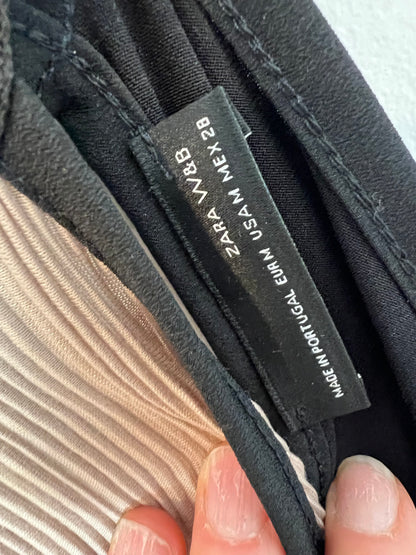 ZARA W&B
EUR M USA M MEX 28
MADE IN PORTUGAL